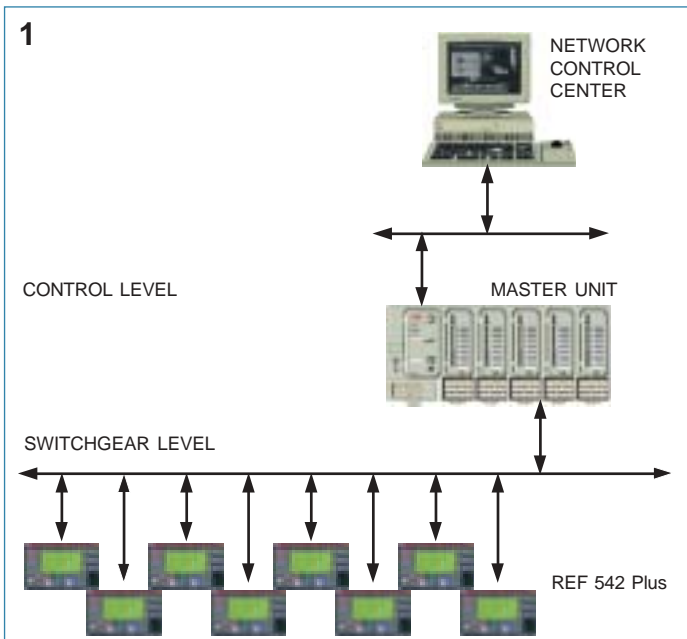 1
NETWORK
CONTROL
CENTER
CONTROL LEVEL
MASTER UNIT
SWITCHGEAR LEVEL
REF 542 Plus